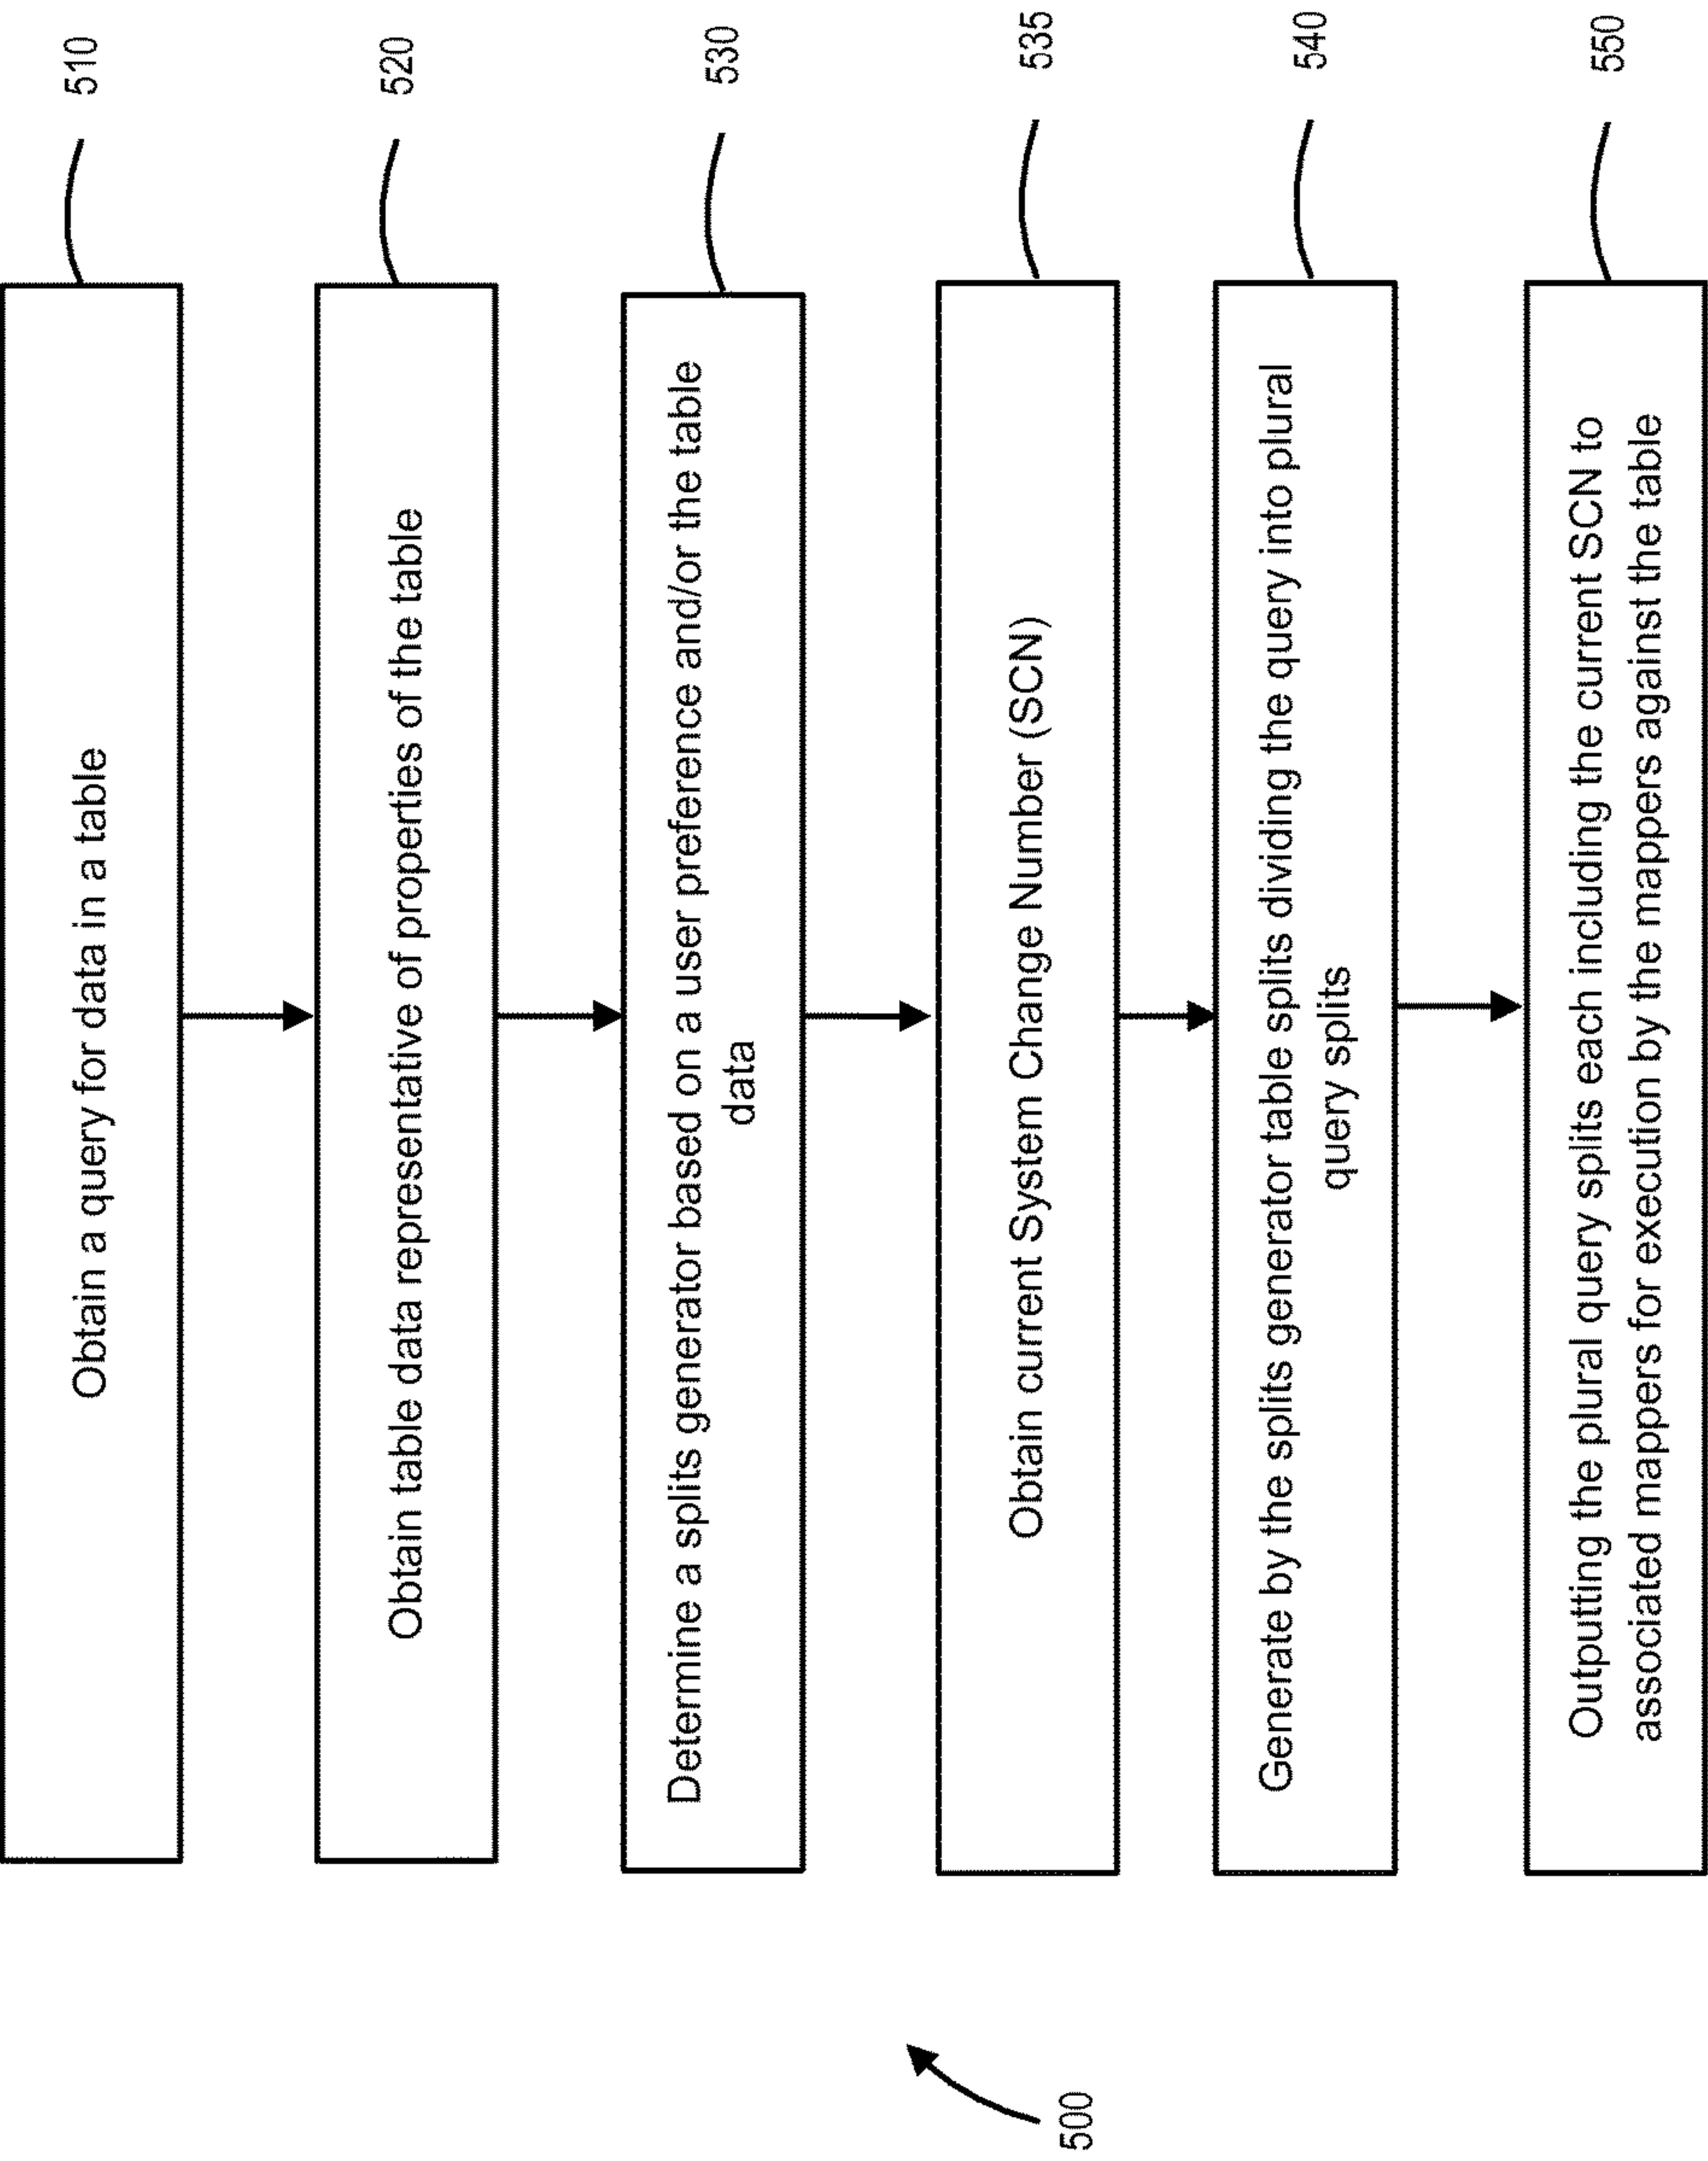 Obtain a query for data in a table
510
Obtain table data representative of properties of the table
520
Determine a splits generator based on a user preference and/or the table
data
530
Obtain current System Change Number (SCN)
535
Generate by the splits generator table splits dividing the query into plural
query splits
540
Outputting the plural query splits each including the current SCN to
associated mappers for execution by the mappers against the table
550
500